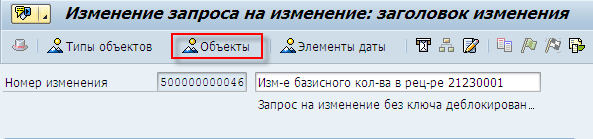 Изменение запроса на изменение: заголовок изменения
Типы объектов Объекты Элементы даты
Номер изменения 500000000046 Изм-е базисного кол-ва в рец-ре 21230001
Запрос на изменение без ключа деблокирован…